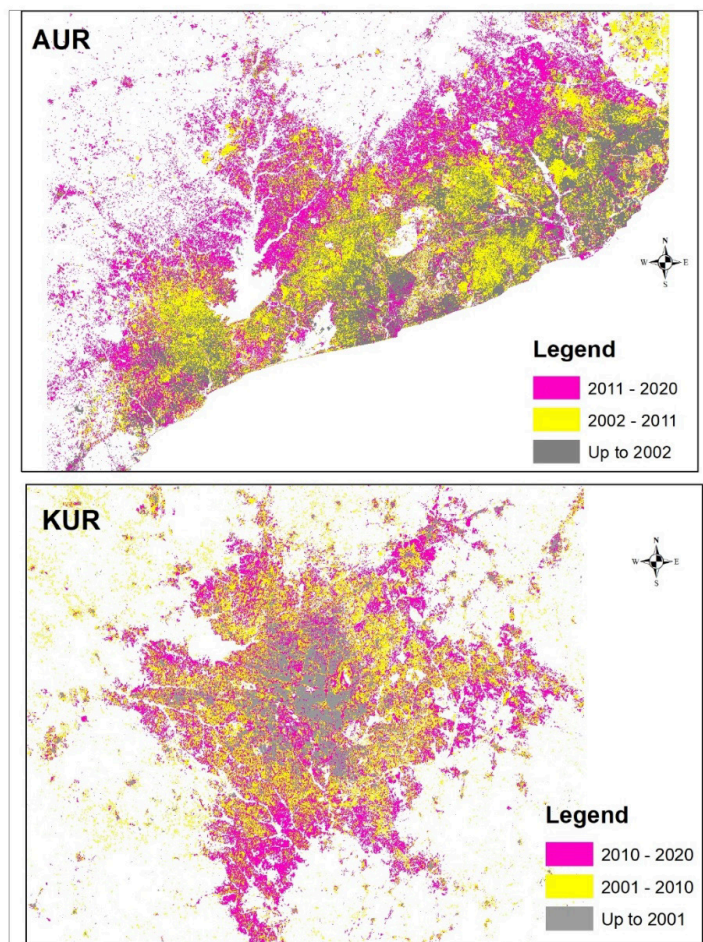 AUR
N
W E
S
Legend
2011 - 2020
2002 - 2011
Up to 2002
KUR
N
W E
S
Legend
2010 - 2020
2001 - 2010
Up to 2001